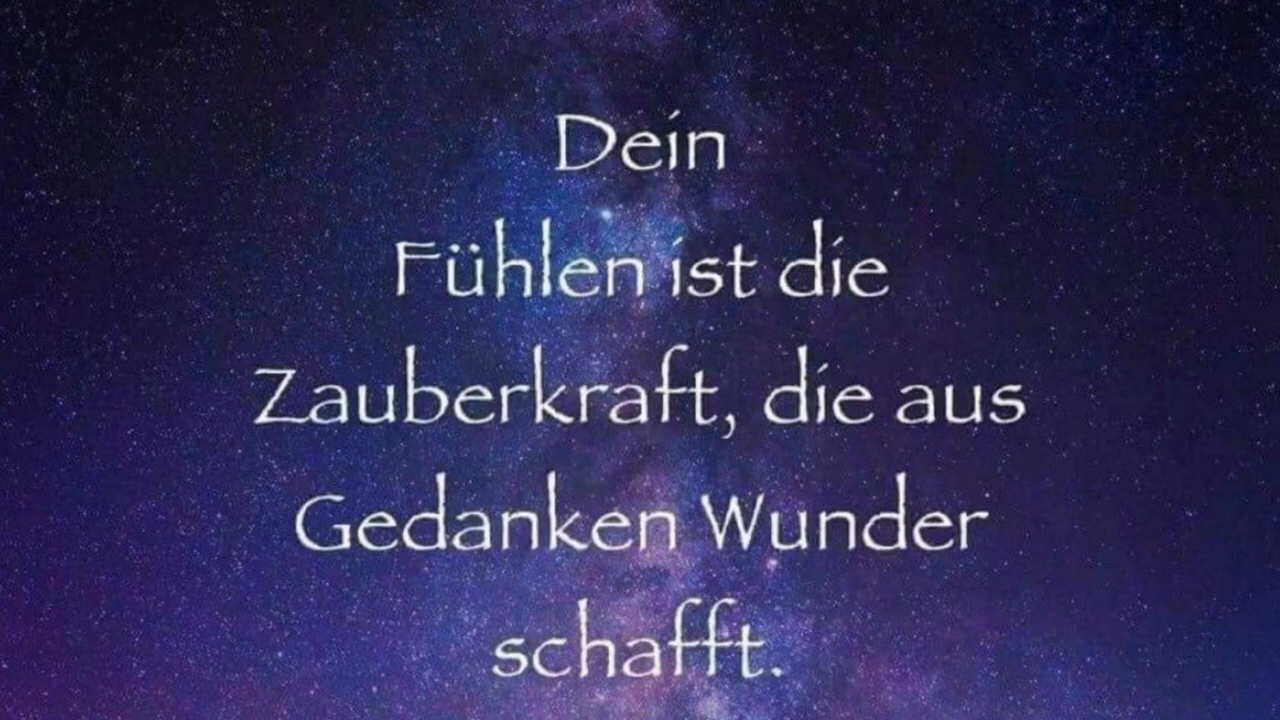 Dein
Fühlen ist die
Zauberkraft, die aus
Gedanken Wunder
schafft.